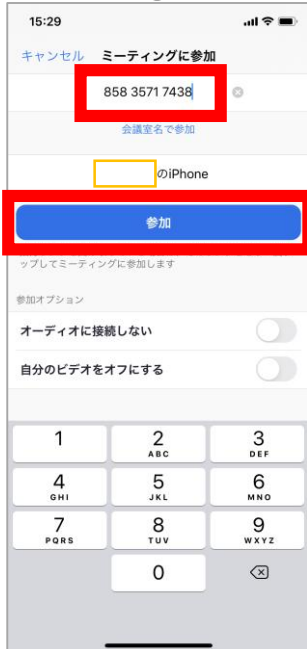 15:29
キャンセル ミーティングに参加
858 3571 7438
会議室名で参加
のiPhone
参加
ップしてミーティングに参加します
参加オプション
オーディオに接続しない
自分のビデオをオフにする
1 2 3
ABC DEF
4 5 6
GHI JKL MNO
7 8 9
PQRS TUV WXYZ
0